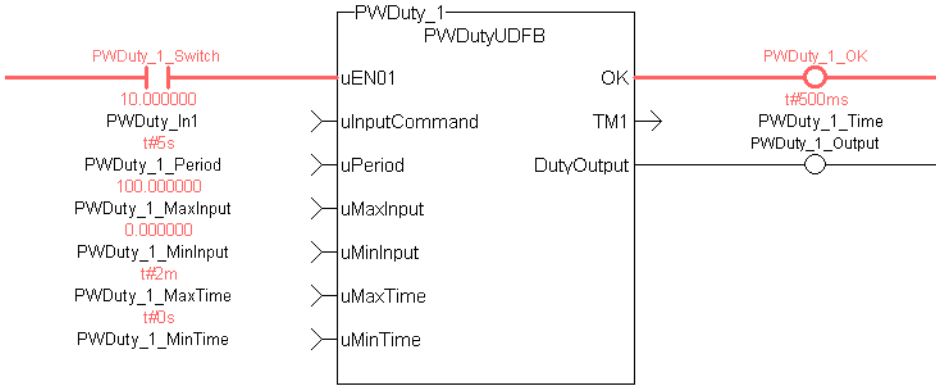 PWDuty_1
PWDutyUDFB
PWDuty_1_Switch
uEN01
OK
PWDuty_1_OK
10.000000
t#500ms
PWDuty_In1
uInputCommand
TM1
PWDuty_1_Time
t#5s
PWDuty_1_Output
PWDuty_1_Period
uPeriod
DutyOutput
100.000000
PWDuty_1_MaxInput
uMaxInput
0.000000
PWDuty_1_MinInput
uMinInput
t#2m
PWDuty_1_MaxTime
uMaxTime
t#0s
PWDuty_1_MinTime
uMinTime